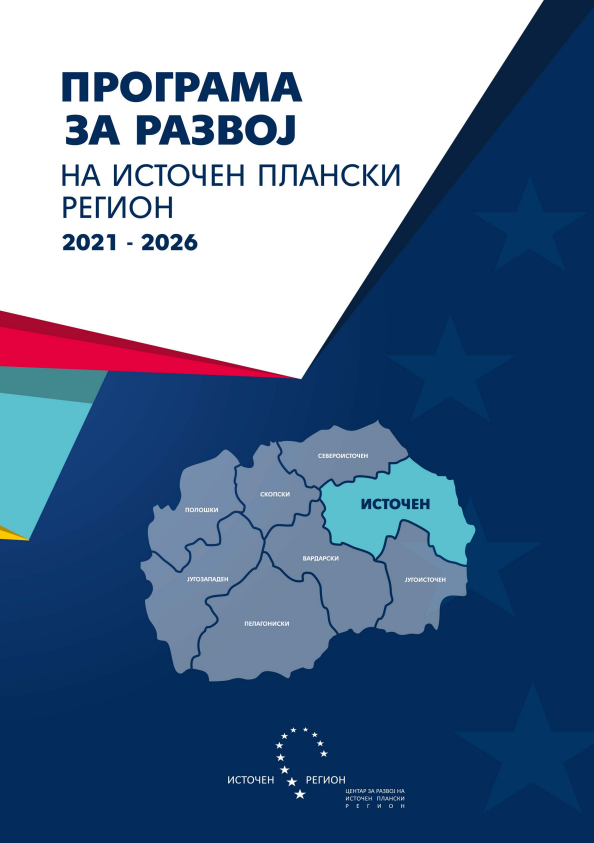 ПРОГРАМА
ЗА РАЗВОЈ
НА ИСТОЧЕН ПЛАНСКИ
РЕГИОН
2021 - 2026
СЕВЕРОИСТОЧЕН
СКОПСКИ
ИСТОЧЕН
ПОЛОШКИ
ВАРДАРСКИ
ЈУГОЗАПАДЕН
ЈУГОИСТОЧЕН
ПЕЛАГОНИСКИ
ИСТОЧЕН РЕГИОН
ЦЕНТАР ЗА РАЗВОЈ НА
ИСТОЧЕН ПЛАНСКИ
РЕГИОН